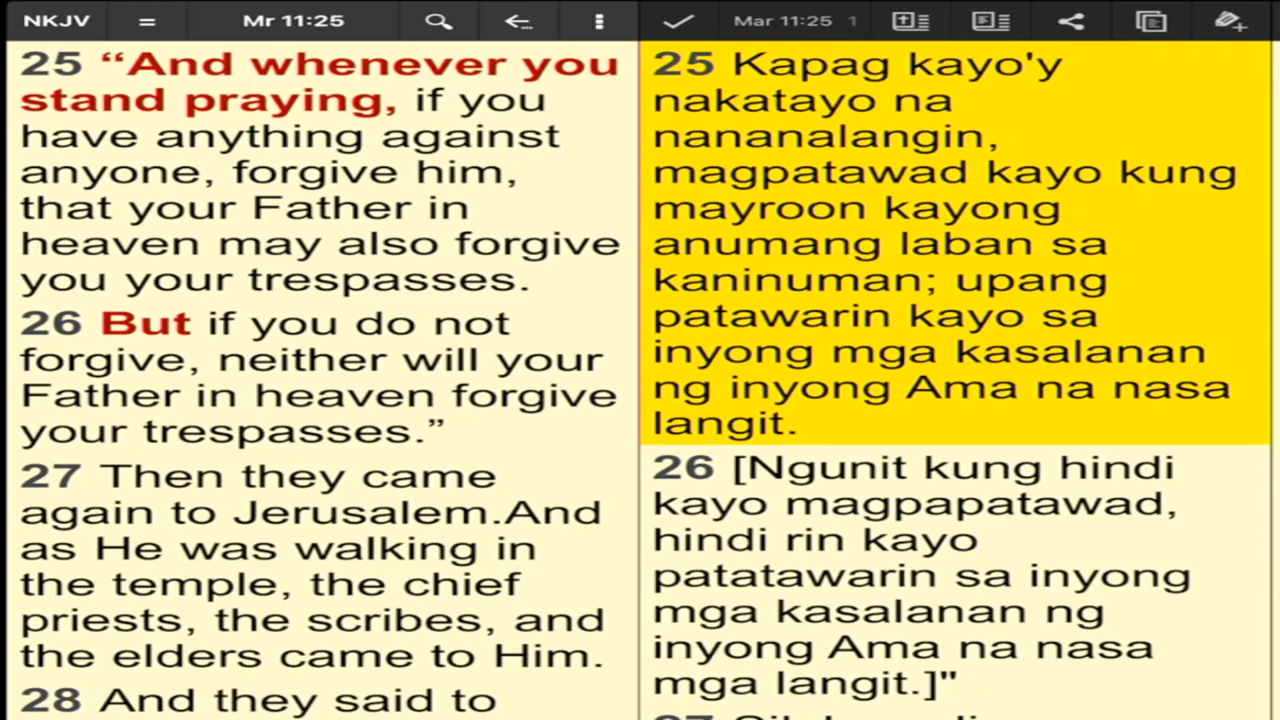 NKJV = Mr 11:25
25 “And whenever you
stand praying, if you
have anything against
anyone, forgive him,
that your Father in
heaven may also forgive
you your trespasses.
26 But if you do not
forgive, neither will your
Father in heaven forgive
your trespasses.”
27 Then they came
again to Jerusalem.And
as He was walking in
the temple, the chief
priests, the scribes, and
the elders came to Him.
28 And they said to
Mar 11:25 1
25 Kapag kayo'y
nakatayo na
nananalangin,
magpatawad kayo kung
mayroon kayong
anumang laban sa
kaninuman; upang
patawarin kayo sa
inyong mga kasalanan
ng inyong Ama na nasa
langit.
26 [Ngunit kung hindi
kayo magpapatawad,
hindi rin kayo
patatawarin sa inyong
mga kasalanan ng
inyong Ama na nasa
mga langit.]"